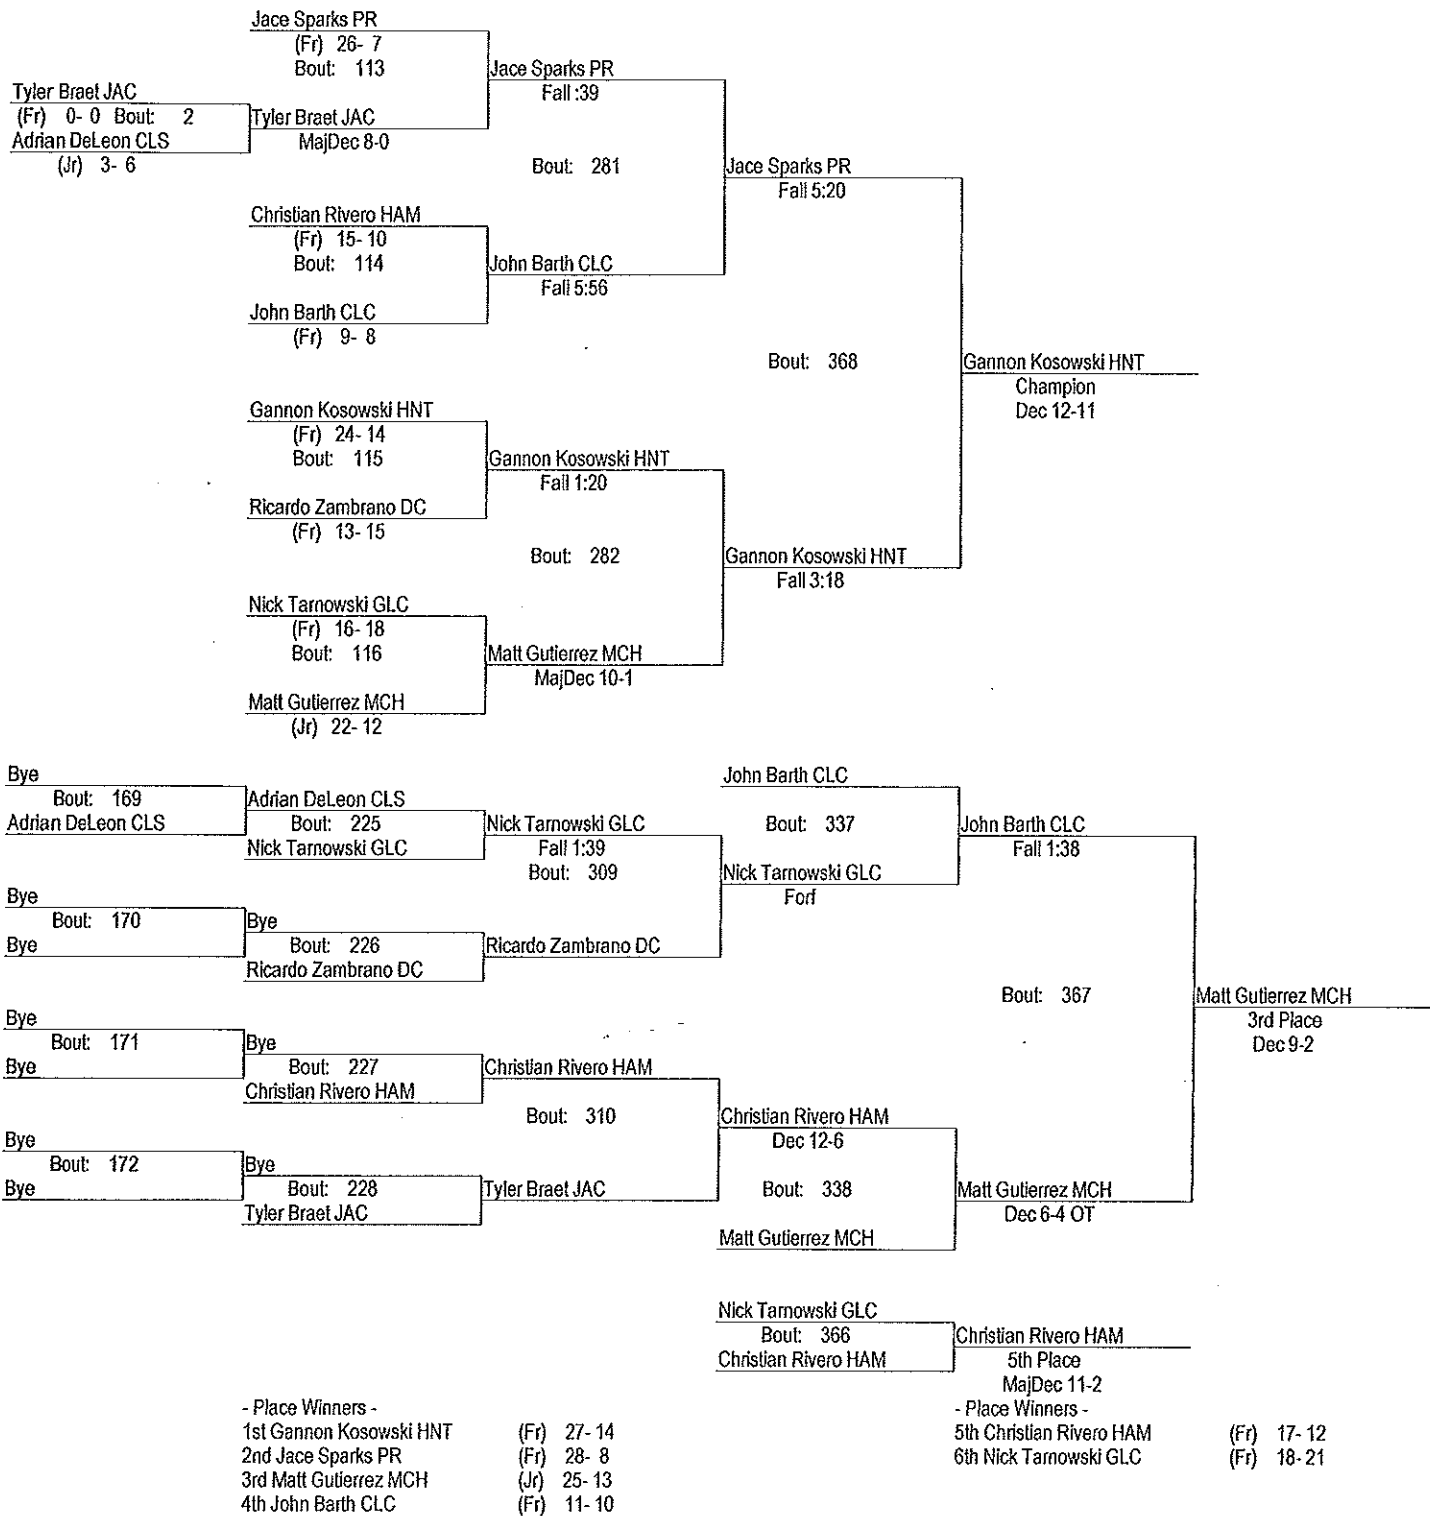 Jace Sparks PR
(Fr) 26- 7
Bout: 113
Jace Sparks PR
Fall :39
Tyler Braet JAC
(Fr) 0- 0 Bout: 2
Adrian DeLeon CLS
(Jr) 3- 6
Tyler Braet JAC
MajDec 8-0
Bout: 281
Jace Sparks PR
Fall 5:20
Christian Rivero HAM
(Fr) 15- 10
Bout: 114
John Barth CLC
Fall 5:56
John Barth CLC
(Fr) 9- 8
Bout: 368
Gannon Kosowski HNT
Champion
Dec 12-11
Gannon Kosowski HNT
(Fr) 24- 14
Bout: 115
Gannon Kosowski HNT
Fall 1:20
Ricardo Zambrano DC
(Fr) 13- 15
Bout: 282
Gannon Kosowski HNT
Fall 3:18
Nick Tarnowski GLC
(Fr) 16- 18
Bout: 116
Matt Gutierrez MCH
MajDec 10-1
Matt Gutierrez MCH
(Jr) 22- 12
Bye
Bout: 169
Adrian DeLeon CLS
Adrian DeLeon CLS
Bout: 225
Nick Tarnowski GLC
Nick Tarnowski GLC
Fall 1:39
Bout: 309
John Barth CLC
Bout: 337
Nick Tarnowski GLC
Forf
John Barth CLC
Fall 1:38
Bye
Bout: 170
Bye
Bye
Bout: 226
Ricardo Zambrano DC
Ricardo Zambrano DC
Bout: 367
Matt Gutierrez MCH
3rd Place
Dec 9-2
Bye
Bout: 171
Bye
Bye
Bout: 227
Christian Rivero HAM
Christian Rivero HAM
Bout: 310
Christian Rivero HAM
Dec 12-6
Bye
Bout: 172
Bye
Bye
Bout: 228
Tyler Braet JAC
Tyler Braet JAC
Bout: 338
Matt Gutierrez MCH
Matt Gutierrez MCH
Dec 6-4 OT
Nick Tarnowski GLC
Bout: 366
Christian Rivero HAM
Christian Rivero HAM
5th Place
MajDec 11-2
- Place Winners -
1st Gannon Kosowski HNT (Fr) 27- 14
2nd Jace Sparks PR (Fr) 28- 8
3rd Matt Gutierrez MCH (Jr) 25- 13
4th John Barth CLC (Fr) 11- 10
- Place Winners -
5th Christian Rivero HAM (Fr) 17- 12
6th Nick Tarnowski GLC (Fr) 18- 21